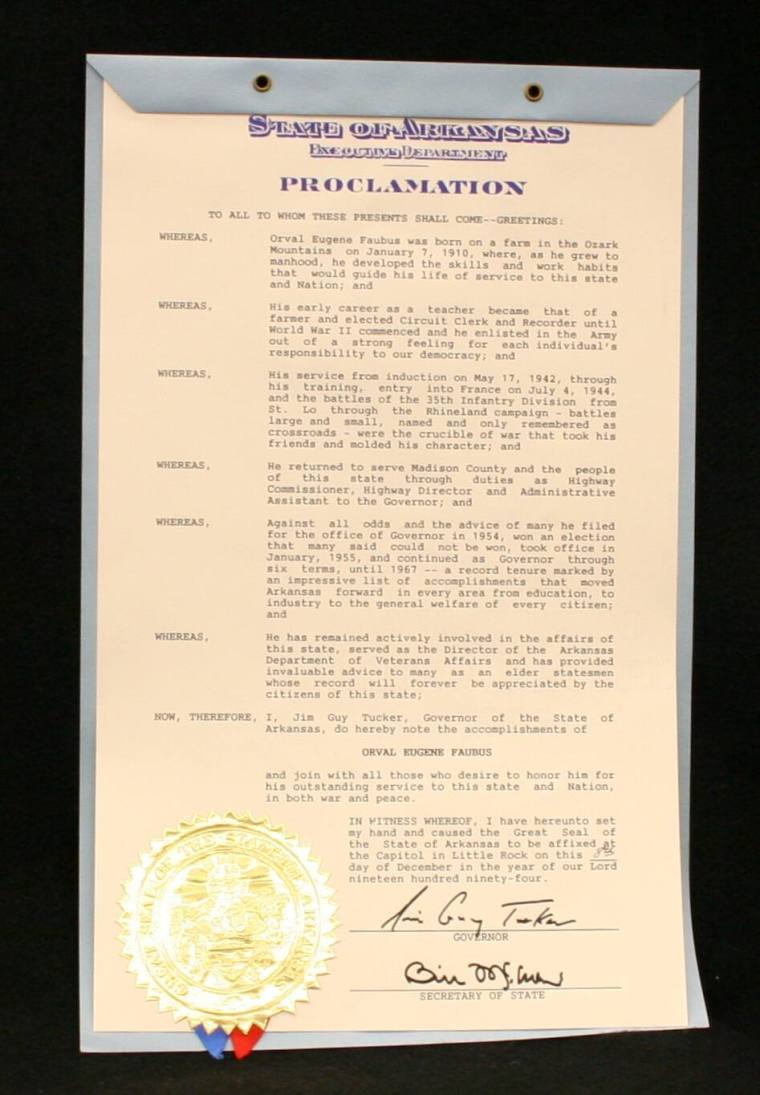 STATE OF ARKANSAS
EXECUTIVE DEPARTMENT
PROCLAMATION
TO ALL TO WHOM THESE PRESENTS SHALL COME--GREETINGS:
WHEREAS, Orval Eugene Faubus was born on a farm in the Ozark
Mountains on January 7, 1910, where, as he grew to
manhood, he developed the skills and work habits
that would guide his life of service to this state
and Nation; and
WHEREAS, His early career as a teacher became that of a
farmer and elected Circuit Clerk and Recorder until
World War II commenced and he enlisted in the Army
out of a strong feeling for each individual's
responsibility to our democracy; and
WHEREAS, His service from induction on May 17, 1942, through
his training, entry into France on July 4, 1944,
and the battles of the 35th Infantry Division from
St. Lo through the Rhineland campaign - battles
large and small, named and only remembered as
crossroads - were the crucible of war that took his
friends and molded his character; and
WHEREAS, He returned to serve Madison County and the people
of this state through duties as Highway
Commissioner, Highway Director and Administrative
Assistant to the Governor; and
WHEREAS, Against all odds and the advice of many he filed
for the office of Governor in 1954, won an election
that many said could not be won, took office in
January, 1955, and continued as Governor through
six terms, until 1967 -- a record tenure marked by
an impressive list of accomplishments that moved
Arkansas forward in every area from education, to
industry to the general welfare of every citizen;
and
WHEREAS, He has remained actively involved in the affairs of
this state, served as the Director of the Arkansas
Department of Veterans Affairs and has provided
invaluable advice to many as an elder statesmen
whose record will forever be appreciated by the
citizens of this state;
NOW, THEREFORE, I, Jim Guy Tucker, Governor of the State of
Arkansas, do hereby note the accomplishments of
ORVAL EUGENE FAUBUS
and join with all those who desire to honor him for
his outstanding service to this state and Nation,
in both war and peace.
IN WITNESS WHEREOF, I have hereunto set
my hand and caused the Great Seal of
the State of Arkansas to be affixed at
the Capitol in Little Rock on this
day of December in the year of our Lord
nineteen hundred ninety-four.
Jim Guy Tucker
GOVERNOR
Bill
SECRETARY OF STATE
GREAT SEAL OF THE STATE OF ARKANSAS